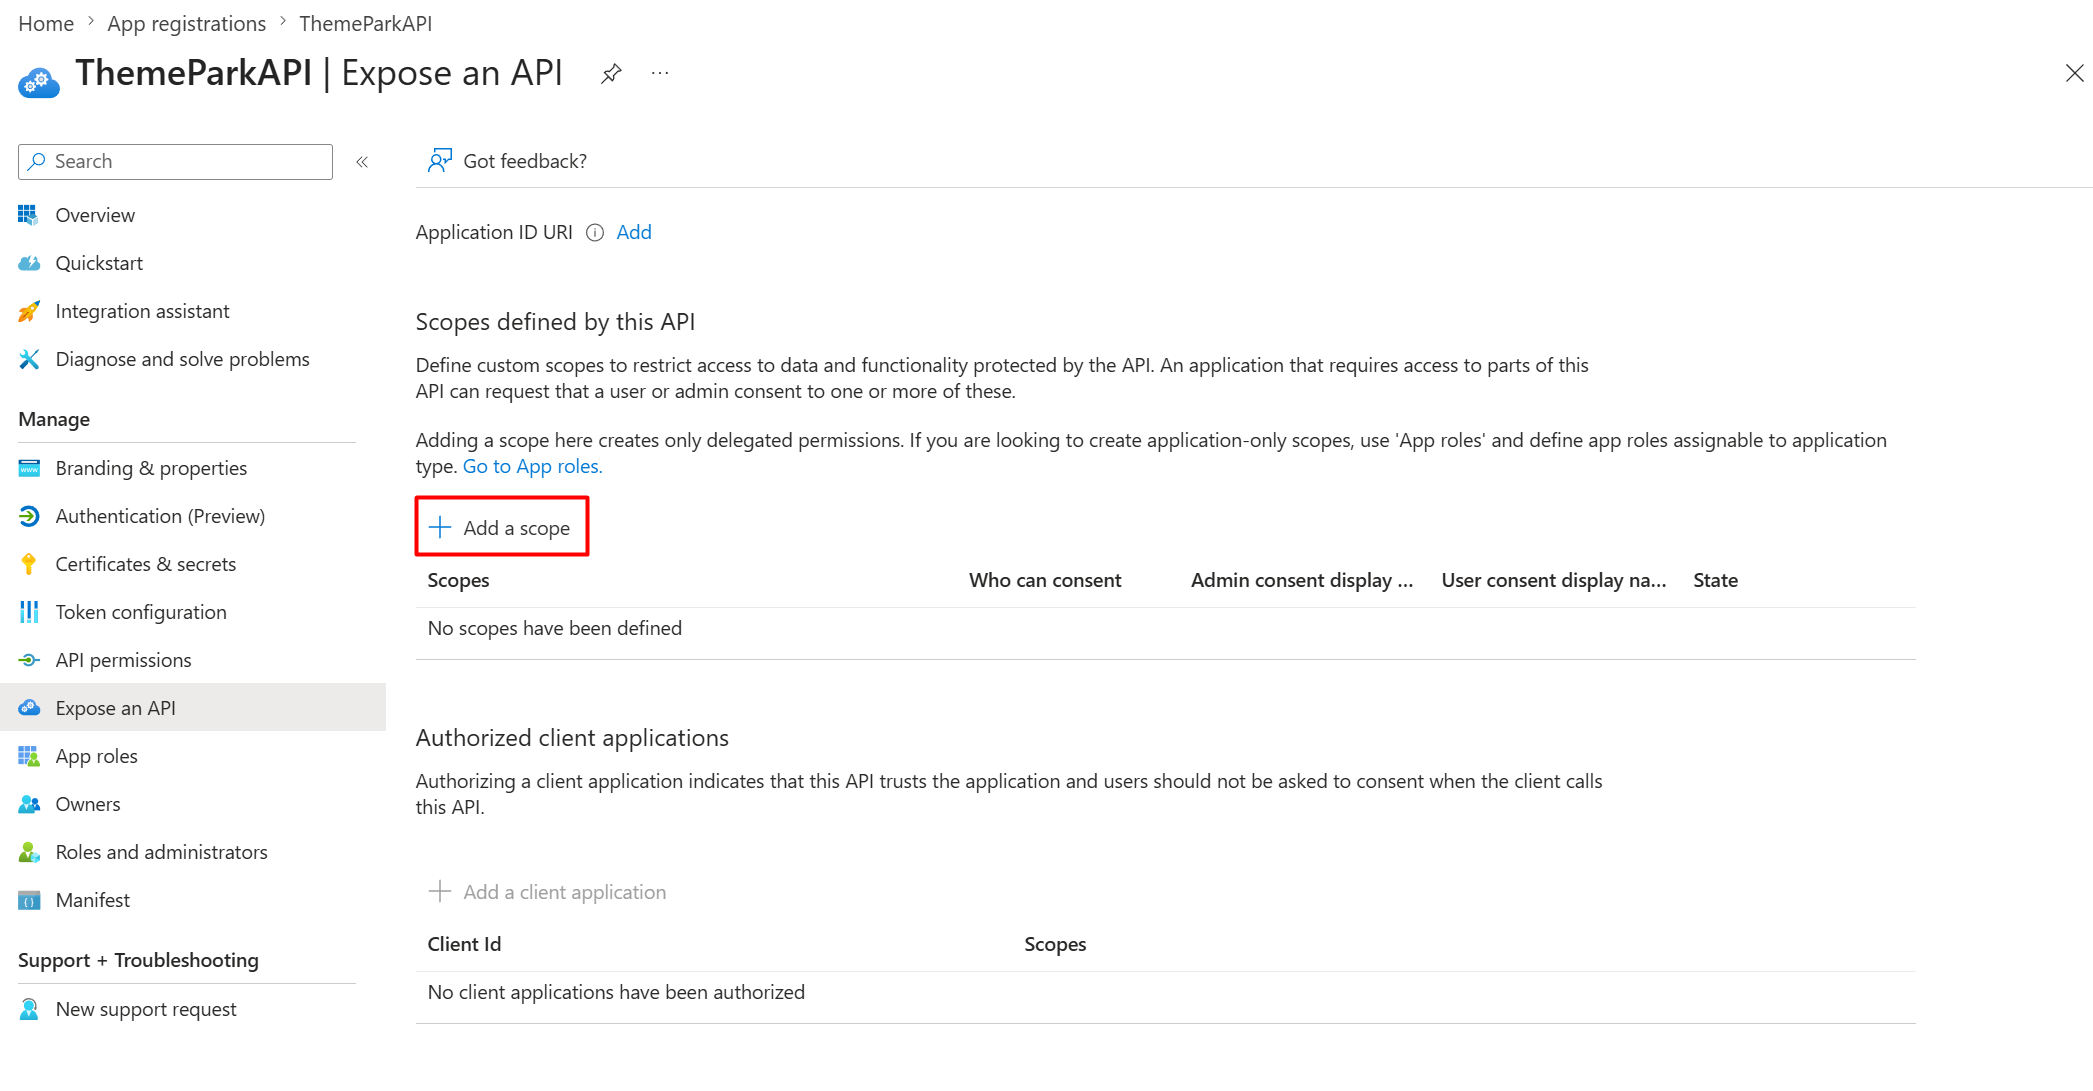 Home > App registrations > ThemeParkAPI
ThemeParkAPI | Expose an API
Search
Got feedback?
Overview
Quickstart
Integration assistant
Diagnose and solve problems
Manage
Branding & properties
Authentication (Preview)
Certificates & secrets
Token configuration
API permissions
Expose an API
App roles
Owners
Roles and administrators
Manifest
Support + Troubleshooting
New support request
Application ID URI Add
Scopes defined by this API
Define custom scopes to restrict access to data and functionality protected by the API. An application that requires access to parts of this
API can request that a user or admin consent to one or more of these.
Adding a scope here creates only delegated permissions. If you are looking to create application-only scopes, use 'App roles' and define app roles assignable to application
type. Go to App roles.
Add a scope
Scopes Who can consent Admin consent display ... User consent display na... State
No scopes have been defined
Authorized client applications
Authorizing a client application indicates that this API trusts the application and users should not be asked to consent when the client calls
this API.
Add a client application
Client Id Scopes
No client applications have been authorized